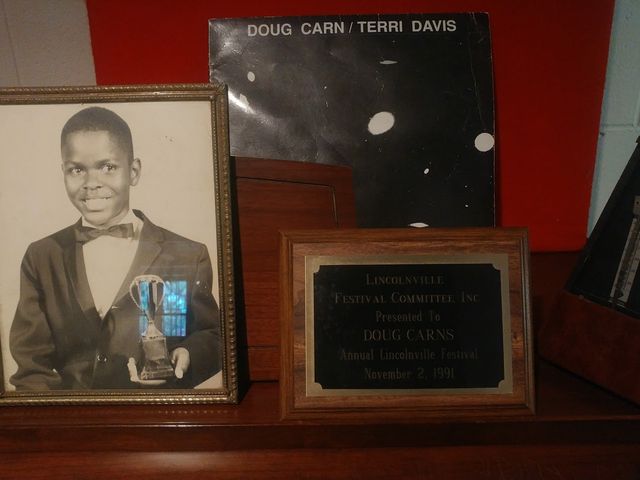 DOUG CARN / TERRI DAVIS
LINCOLNVILLE
FESTIVAL COMMITTEE, INC
Presented To
DOUG CARNS
Annual Lincolnville Festival
November 2, 1991